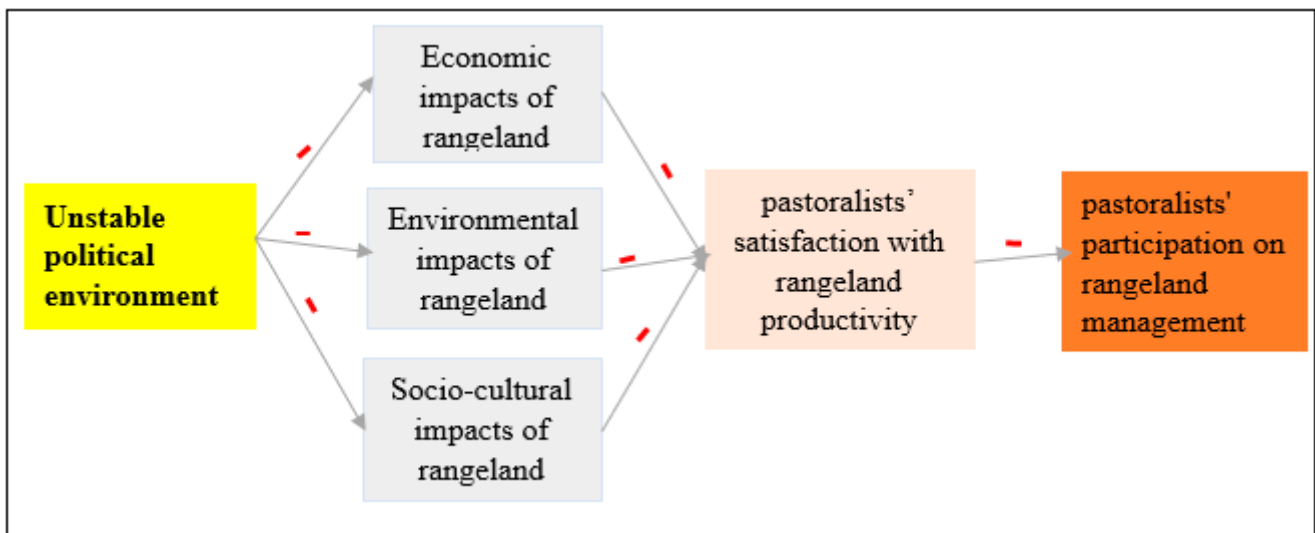 Economic
impacts of
rangeland
Unstable
political
environment
Environmental
impacts of
rangeland
Socio-cultural
impacts of
rangeland
pastoralists’
satisfaction with
rangeland
productivity
pastoralists'
participation on
rangeland
management
-
-
-
-
-
-
-